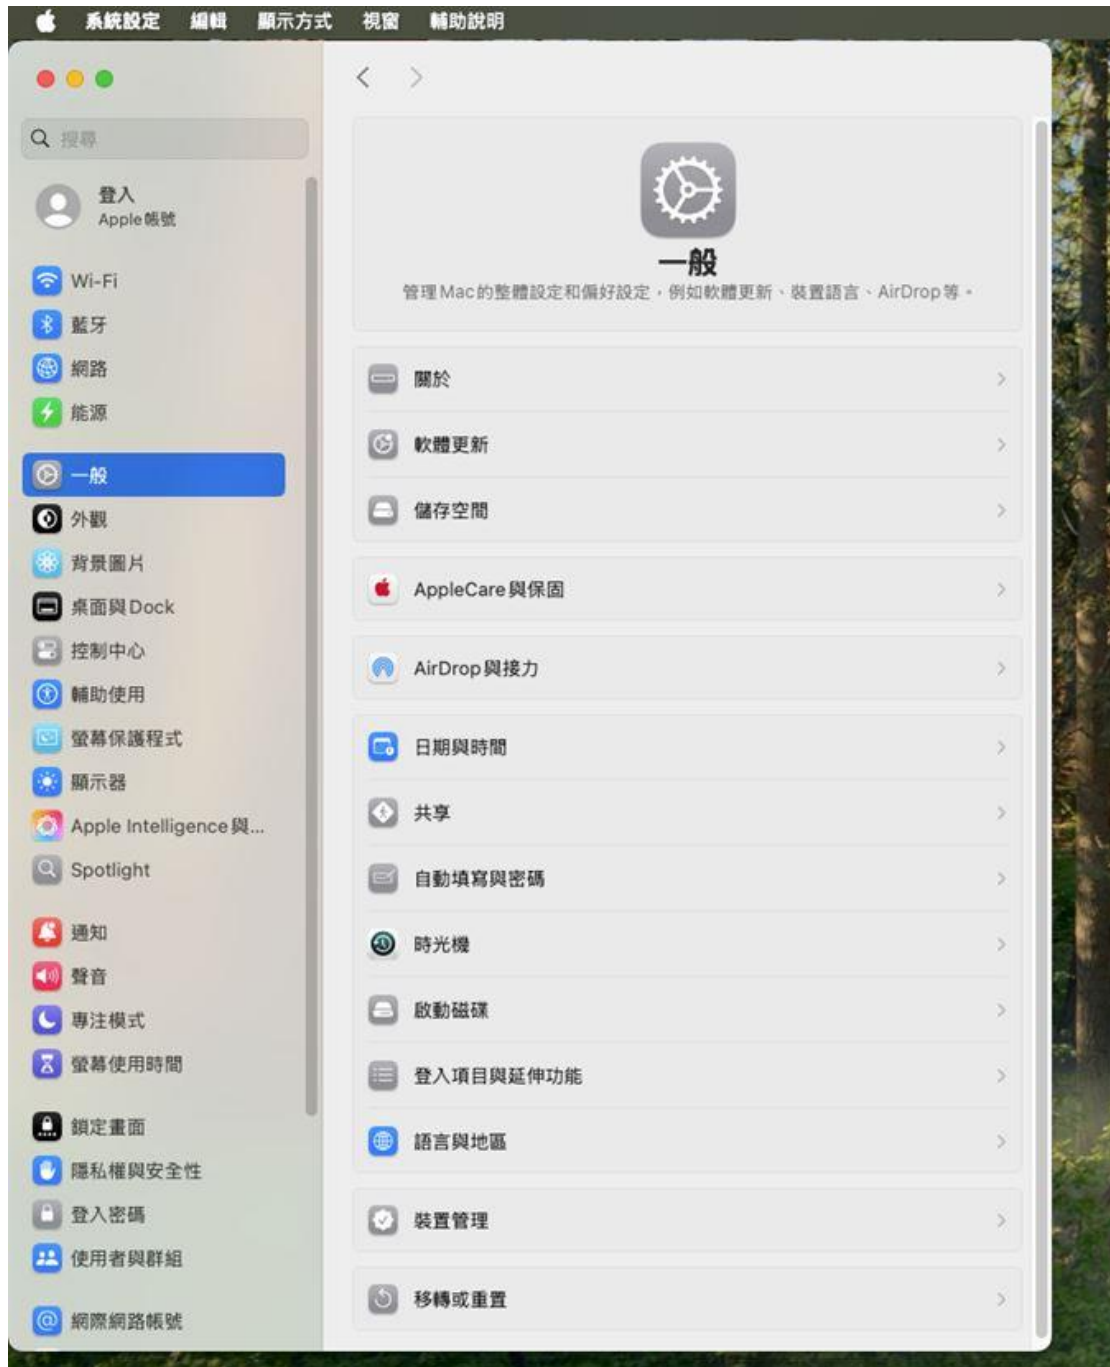 系統設定 編輯 顯示方式 視窗 輔助說明
搜尋
登入
Apple帳號
Wi-Fi
藍牙
網路
能源
一般
外觀
背景圖片
桌面與Dock
控制中心
輔助使用
螢幕保護程式
顯示器
Apple Intelligence與...
Spotlight
通知
聲音
專注模式
螢幕使用時間
鎖定畫面
隱私權與安全性
登入密碼
使用者與群組
網際網路帳號
一般
管理Mac的整體設定和偏好設定，例如軟體更新、裝置語言、AirDrop等。
關於
軟體更新
儲存空間
AppleCare與保固
AirDrop與接力
日期與時間
共享
自動填寫與密碼
時光機
啟動磁碟
登入項目與延伸功能
語言與地區
裝置管理
移轉或重置